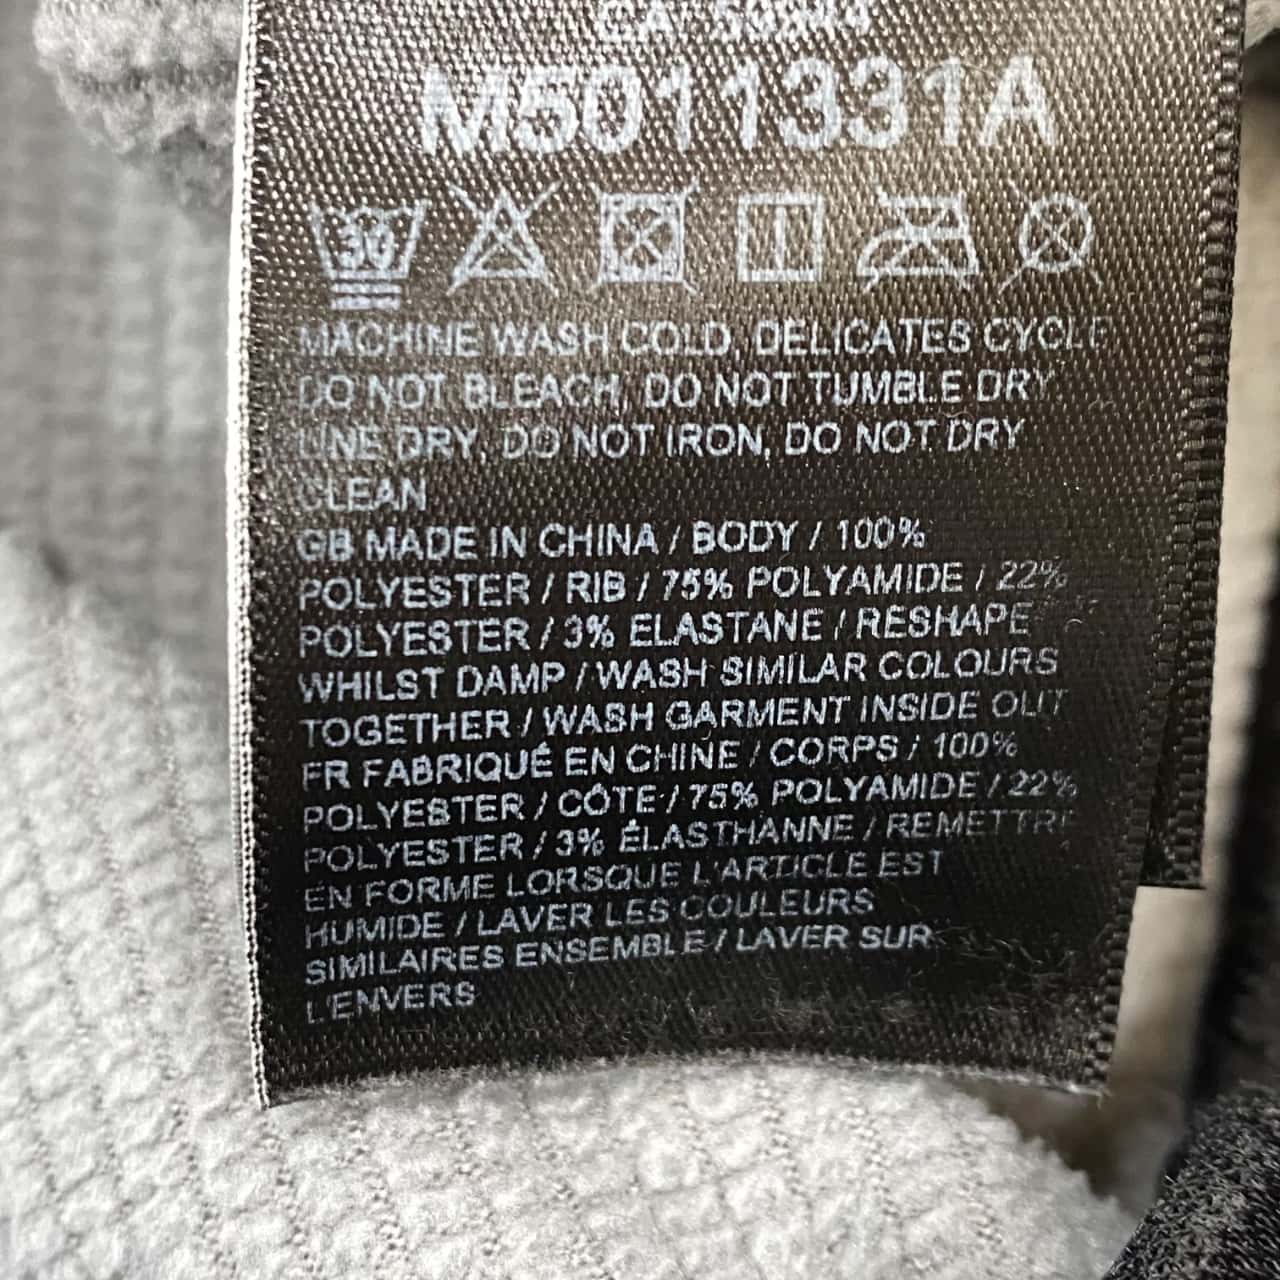 M5011331A
30
MACHINE WASH COLD, DELICATES CYCLE
DO NOT BLEACH, DO NOT TUMBLE DRY
LINE DRY, DO NOT IRON, DO NOT DRY
CLEAN
GB MADE IN CHINA / BODY / 100%
POLYESTER / RIB / 75% POLYAMIDE / 22%
POLYESTER / 3% ELASTANE / RESHAPE
WHILST DAMP / WASH SIMILAR COLOURS
TOGETHER / WASH GARMENT INSIDE OUT
FR FABRIQUÉ EN CHINE / CORPS / 100%
POLYESTER / CÔTE / 75% POLYAMIDE / 22%
POLYESTER / 3% ÉLASTHANNE / REMETTRE
EN FORME LORSQUE L'ARTICLE EST
HUMIDE / LAVER LES COULEURS
SIMILAIRES ENSEMBLE / LAVER SUR
L'ENVERS